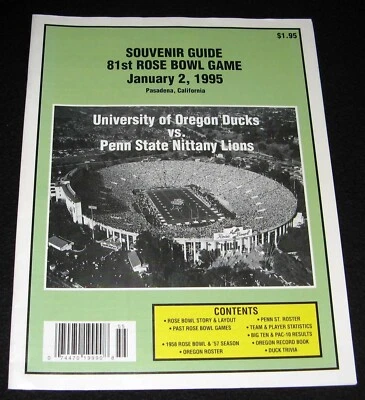 $1.95
SOUVENIR GUIDE
81st ROSE BOWL GAME
January 2, 1995
Pasadena, California
University of Oregon Ducks
vs.
Penn State Nittany Lions
CONTENTS
• ROSE BOWL STORY & LAYOUT
• PAST ROSE BOWL GAMES
• 1958 ROSE BOWL & '57 SEASON
• OREGON ROSTER
• PENN ST. ROSTER
• TEAM & PLAYER STATISTICS
• BIG TEN & PAC-10 RESULTS
• OREGON RECORD BOOK
• DUCK TRIVIA